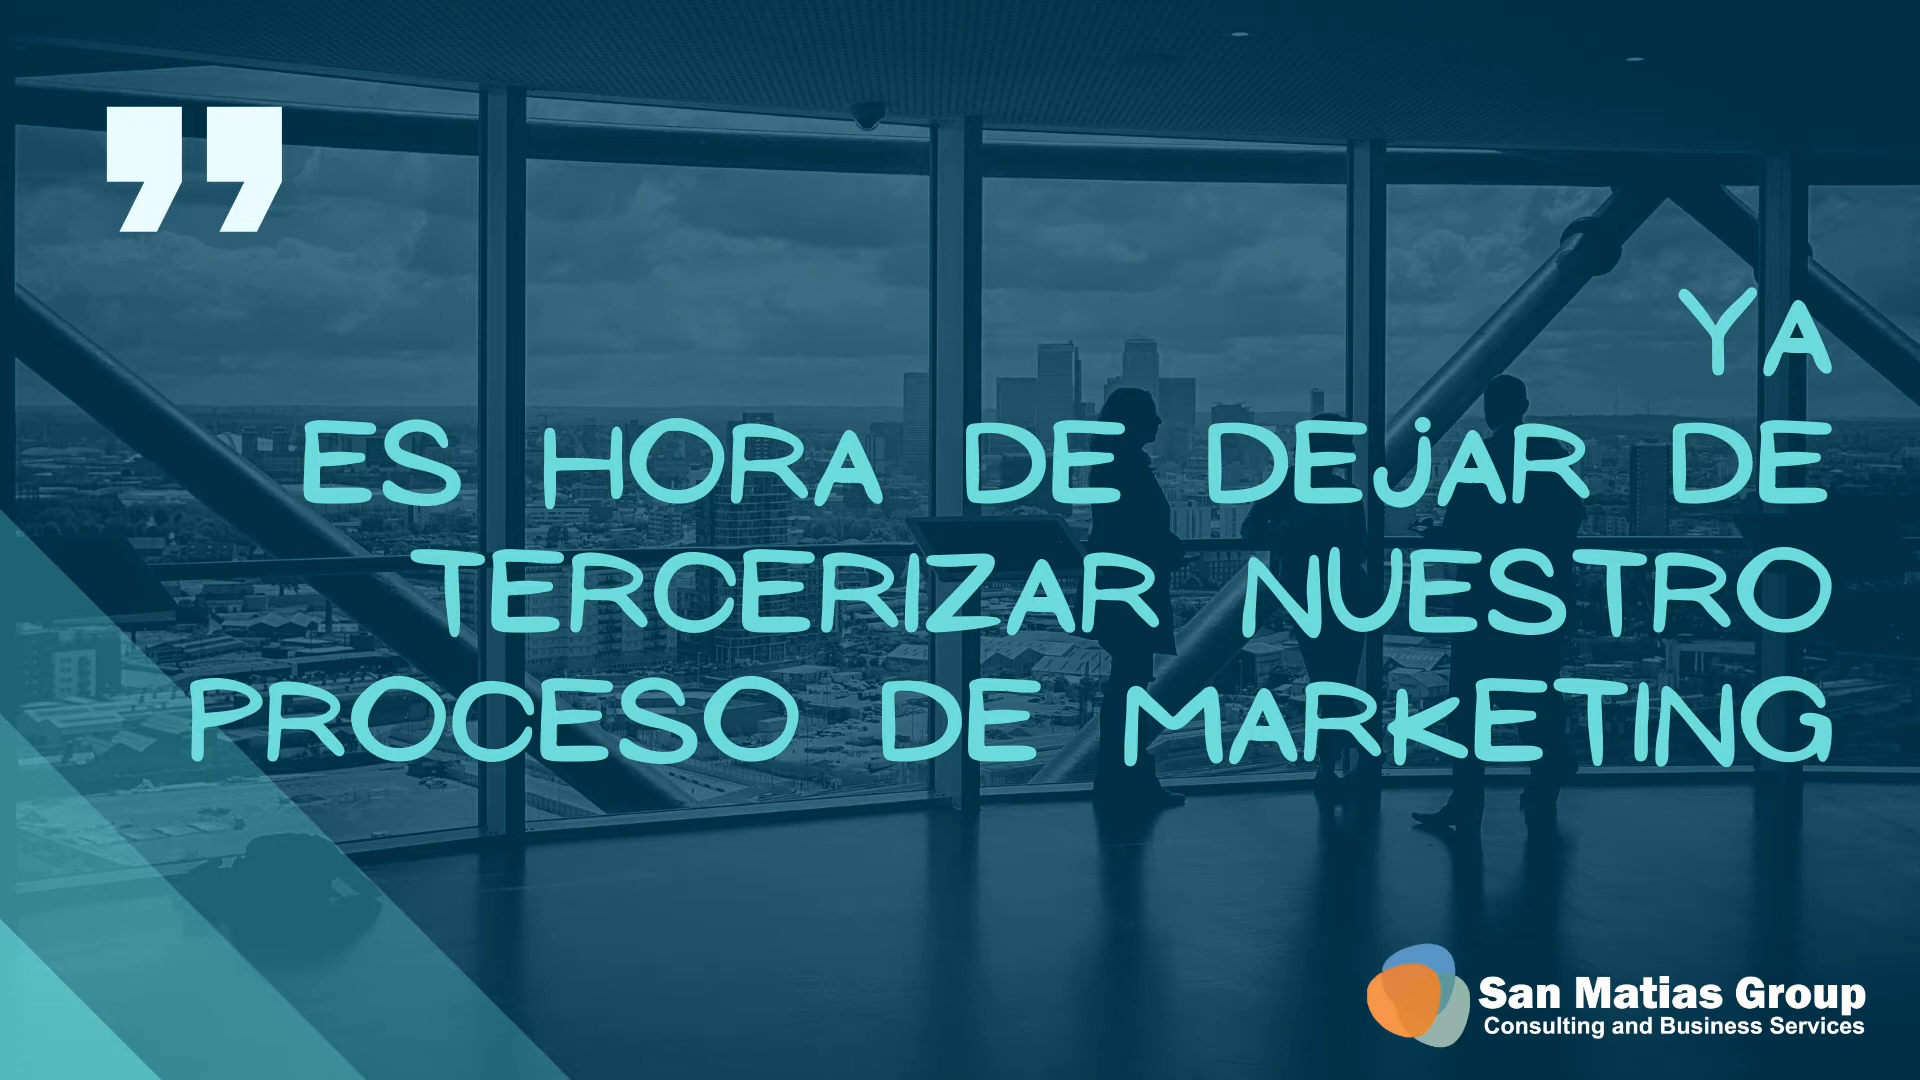 ”
YA
ES HORA DE DEJAR DE
TERCERIZAR NUESTRO
PROCESO DE MARKETING
San Matias Group
Consulting and Business Services